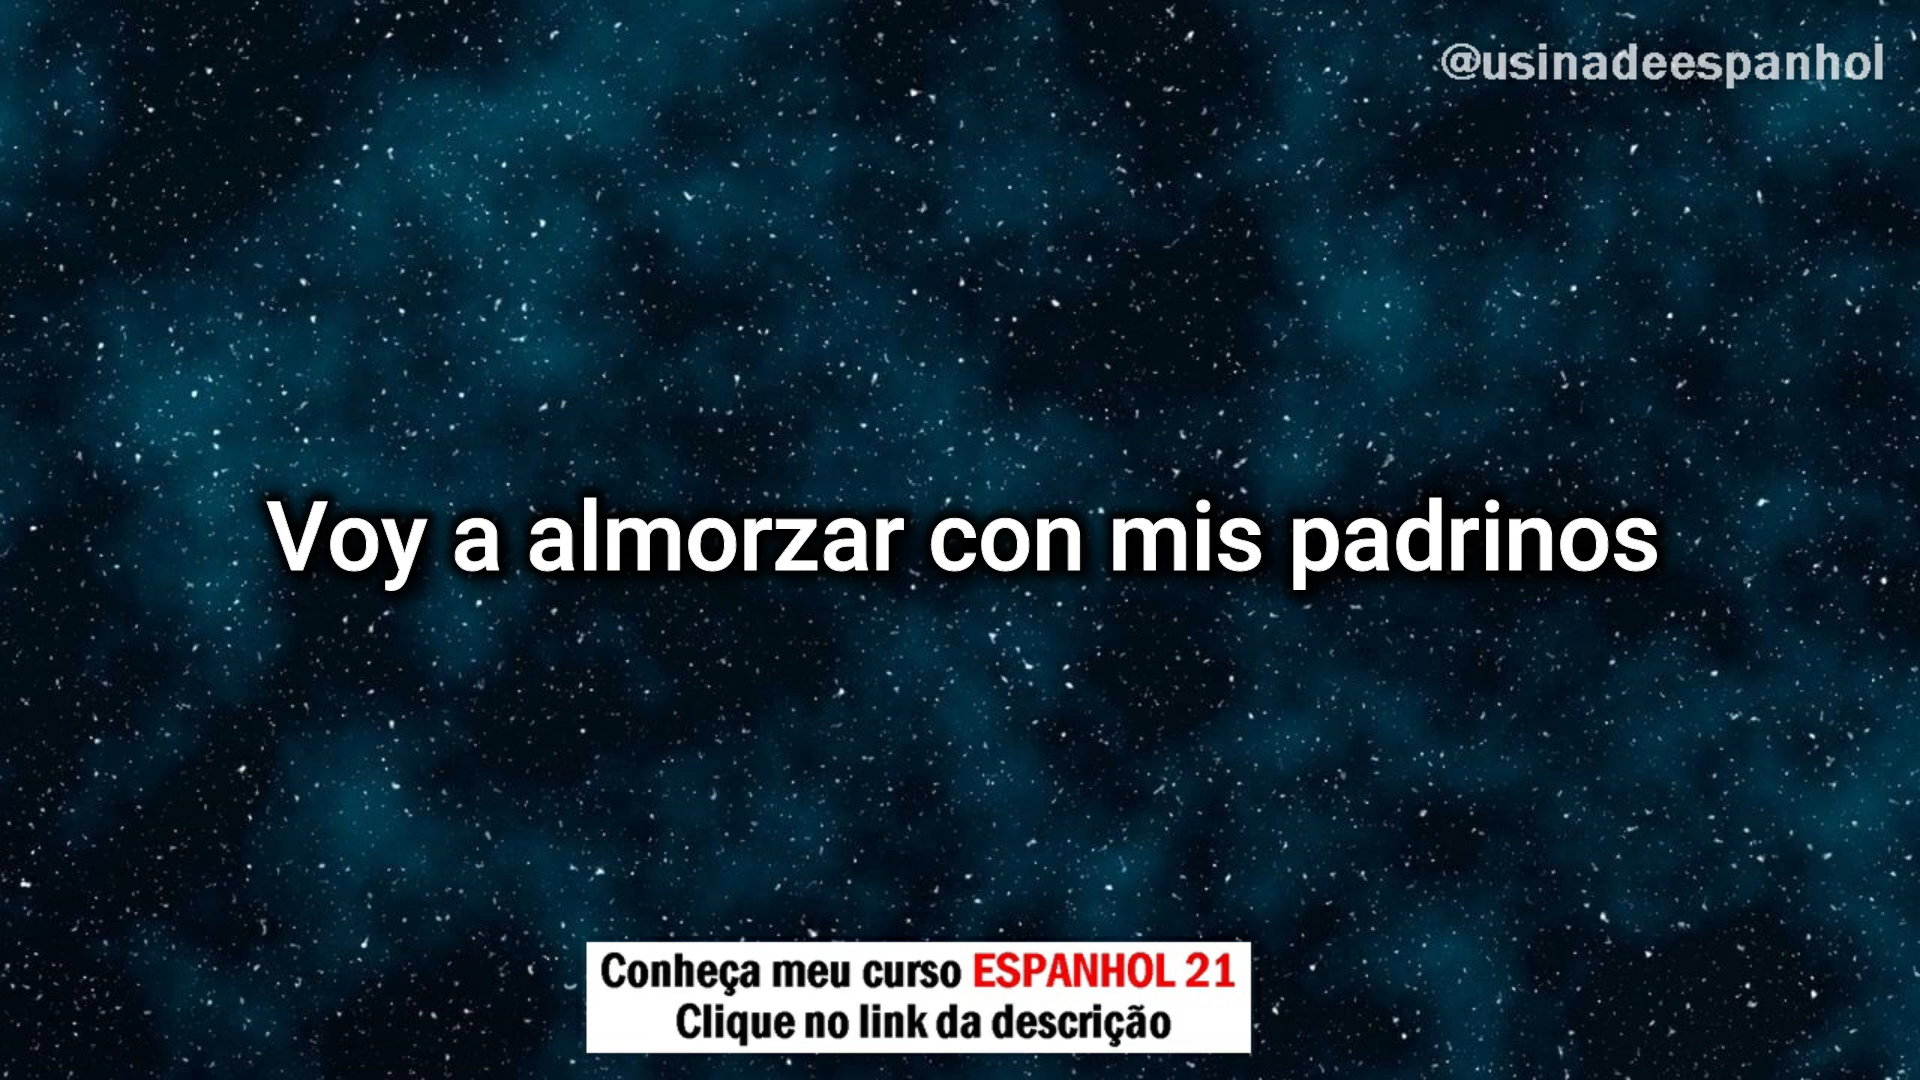 @usinadeespanhol
Voy a almorzar con mis padrinos
Conheça meu curso ESPANHOL 21
Clique no link da descrição